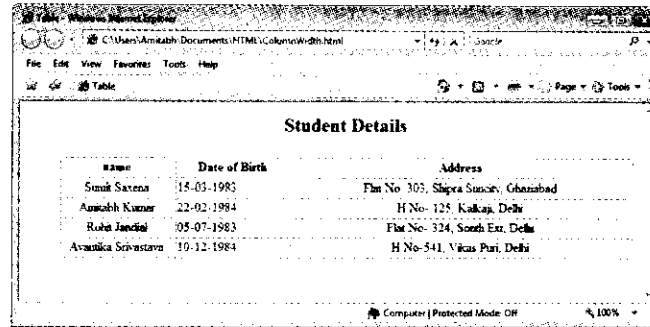 Table - Windows Internet Explorer
C:\Users\Amitabh\Documents\HTML\ColumnWidth.html Google
File Edit View Favorites Tools Help
Table Page Tools
Student Details
name Date of Birth Address
Sumit Saxena 15-03-1983 Flat No. 303, Shipra Suncity, Ghaziabad
Amitabh Kumar 22-02-1984 H No- 125, Kalkaji, Delhi
Rohit Jandial 05-07-1983 Flat No- 324, South Ext, Delhi
Avantika Srivastava 10-12-1984 H No-541, Vikas Puri, Delhi
Computer | Protected Mode: Off 100%